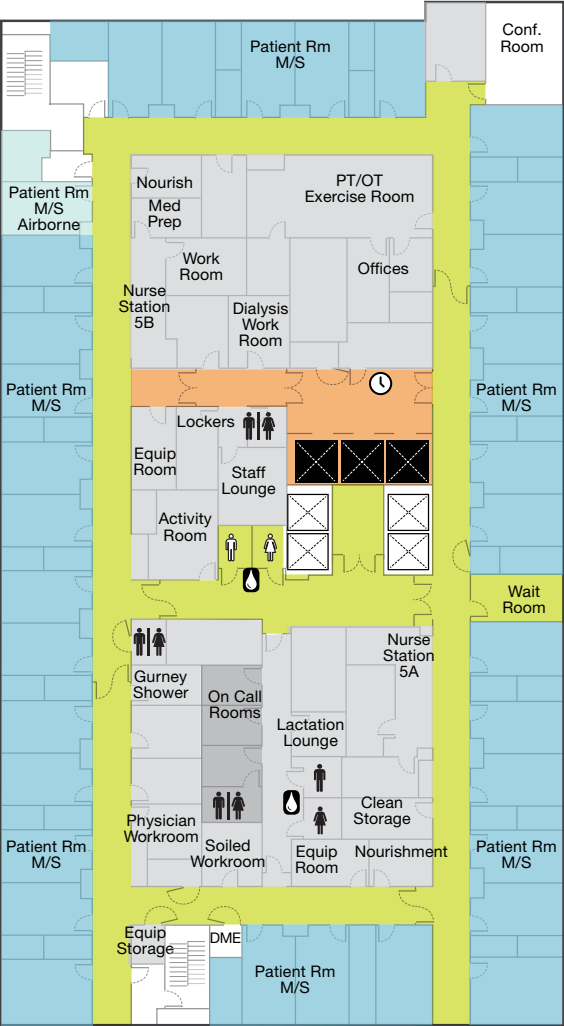 Conf.
Room
Patient Rm
M/S
Patient Rm
M/S
Airborne
Nourish
Med
Prep
PT/OT
Exercise Room
Work
Room
Offices
Nurse
Station
5B
Dialysis
Work
Room
Patient Rm
M/S
Patient Rm
M/S
Lockers
Equip
Room
Staff
Lounge
Activity
Room
Wait
Room
Nurse
Station
5A
Gurney
Shower
On Call
Rooms
Lactation
Lounge
Clean
Storage
Physician
Workroom
Soiled
Workroom
Equip
Room
Nourishment
Patient Rm
M/S
Patient Rm
M/S
Equip
Storage
DME
Patient Rm
M/S